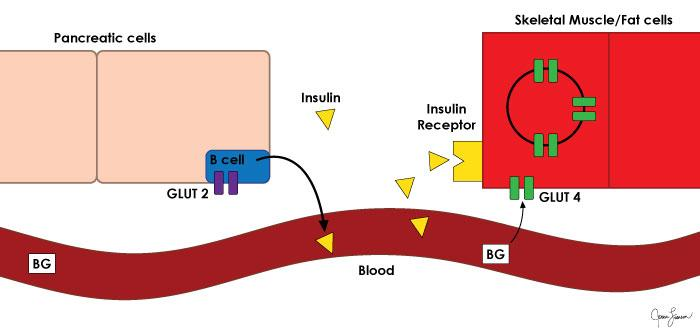 Skeletal Muscle/Fat cells
Pancreatic cells
Insulin
Insulin
Receptor
B cell
GLUT 2
GLUT 4
BG
BG
Blood